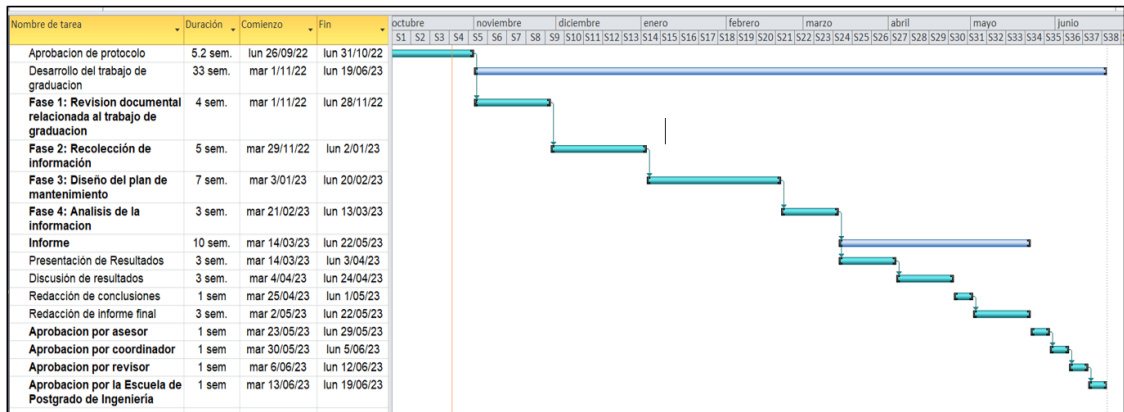 Nombre de tarea Duración Comienzo Fin octubre noviembre diciembre enero febrero marzo abril mayo junio
S1 S2 S3 S4 S5 S6 S7 S8 S9 S10 S11 S12 S13 S14 S15 S16 S17 S18 S19 S20 S21 S22 S23 S24 S25 S26 S27 S28 S29 S30 S31 S32 S33 S34 S35 S36 S37 S38
Aprobacion de protocolo 5.2 sem. lun 26/09/22 lun 31/10/22
Desarrollo del trabajo de 33 sem. mar 1/11/22 lun 19/06/23
graduacion
Fase 1: Revision documental 4 sem. mar 1/11/22 lun 28/11/22
relacionada al trabajo de
graduacion
Fase 2: Recolección de 5 sem. mar 29/11/22 lun 2/01/23
información
Fase 3: Diseño del plan de 7 sem. mar 3/01/23 lun 20/02/23
mantenimiento
Fase 4: Analisis de la 3 sem. mar 21/02/23 lun 13/03/23
informacion
Informe 10 sem. mar 14/03/23 lun 22/05/23
Presentación de Resultados 3 sem. mar 14/03/23 lun 3/04/23
Discusión de resultados 3 sem. mar 4/04/23 lun 24/04/23
Redacción de conclusiones 1 sem mar 25/04/23 lun 1/05/23
Redacción de informe final 3 sem. mar 2/05/23 lun 22/05/23
Aprobacion por asesor 1 sem mar 23/05/23 lun 29/05/23
Aprobacion por coordinador 1 sem mar 30/05/23 lun 5/06/23
Aprobacion por revisor 1 sem mar 6/06/23 lun 12/06/23
Aprobacion por la Escuela de 1 sem mar 13/06/23 lun 19/06/23
Postgrado de Ingeniería